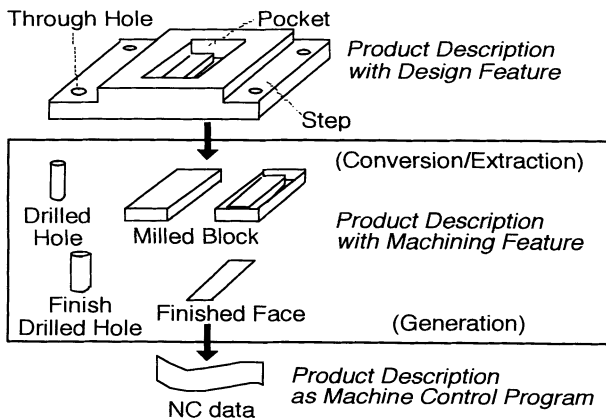 Through Hole
Pocket
Product Description
with Design Feature
Step
(Conversion/Extraction)
Drilled
Hole
Milled Block
Product Description
with Machining Feature
Finish
Drilled Hole
Finished Face
(Generation)
NC data
Product Description
as Machine Control Program